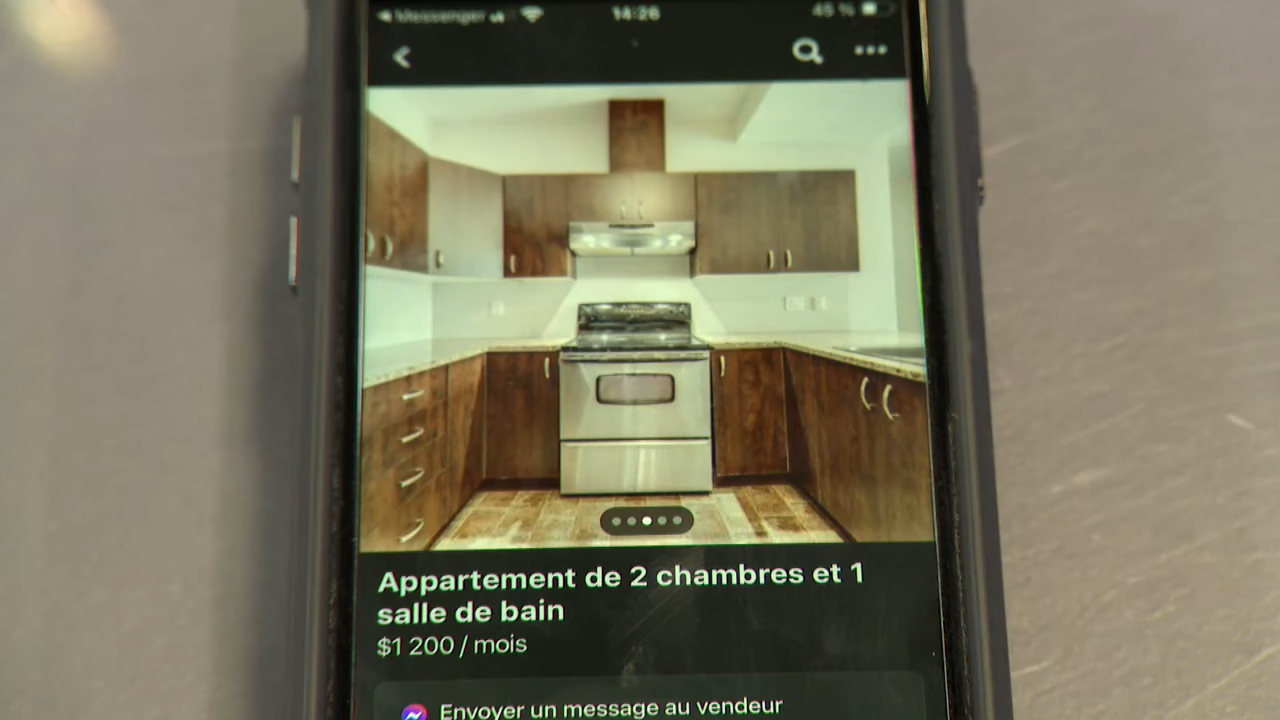 Messenger 14:26 45 %
Appartement de 2 chambres et 1
salle de bain
$1 200 / mois
Envoyer un message au vendeur